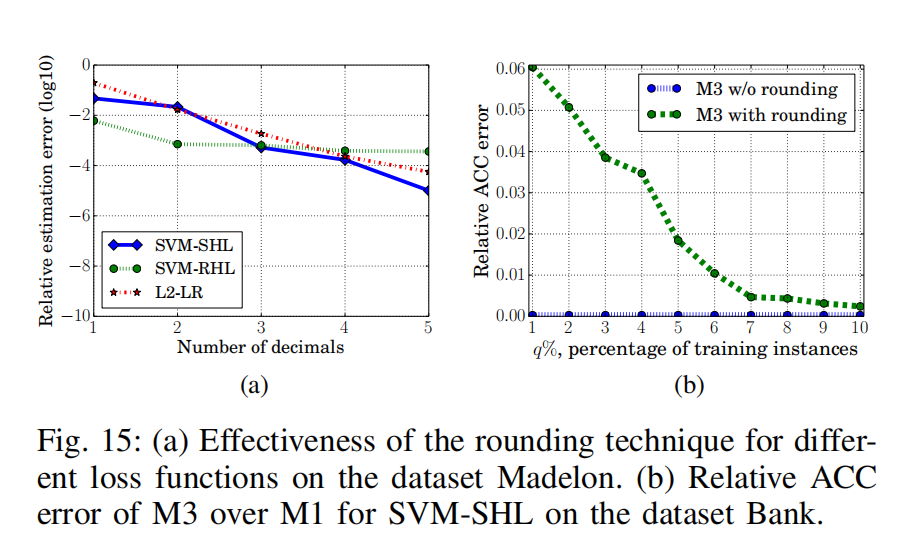 Relative estimation error (log10)
0
−2
−4
−6
−8
−10
SVM-SHL
SVM-RHL
L2-LR
1 2 3 4 5
Number of decimals
(a)
Relative ACC error
0.06
0.05
0.04
0.03
0.02
0.01
0.00
M3 w/o rounding
M3 with rounding
1 2 3 4 5 6 7 8 9 10
q%, percentage of training instances
(b)
Fig. 15: (a) Effectiveness of the rounding technique for differ-
ent loss functions on the dataset Madelon. (b) Relative ACC
error of M3 over M1 for SVM-SHL on the dataset Bank.